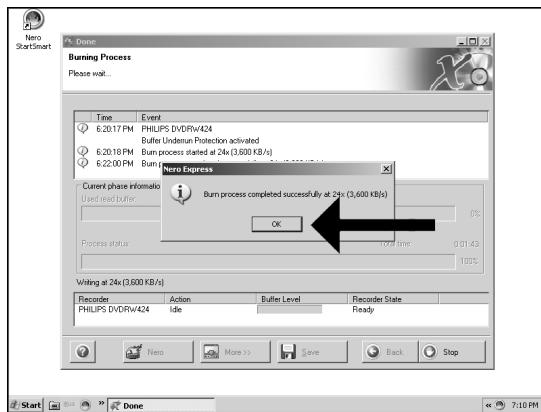 Nero
StartSmart
Done
Burning Process
Please wait...
Time Event
6:20:17 PM PHILIPS DVDRW424
Buffer Underrun Protection activated
6:20:18 PM Burn process started at 24x (3,600 KB/s)
6:22:00 PM Burn
Nero Express
Burn process completed successfully at 24x (3,600 KB/s)
OK
Current phase information
Used read buffer:
0%
Process status:
Total time: 0:01:43
100%
Writing at 24x (3,600 KB/s)
Recorder Action Buffer Level Recorder State
PHILIPS DVDRW424 Idle Ready
Nero More >> Save Back Stop
Start » Done « 7:10 PM